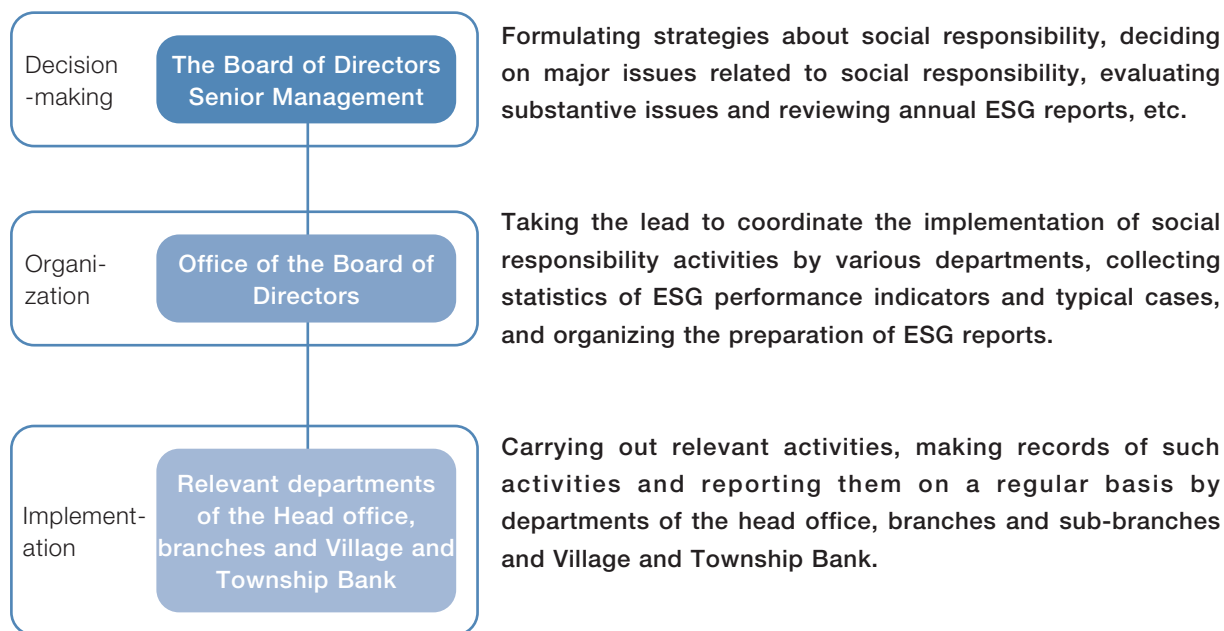 Decision
-making
The Board of Directors
Senior Management
Formulating strategies about social responsibility, deciding
on major issues related to social responsibility, evaluating
substantive issues and reviewing annual ESG reports, etc.
Organi-
zation
Office of the Board of
Directors
Taking the lead to coordinate the implementation of social
responsibility activities by various departments, collecting
statistics of ESG performance indicators and typical cases,
and organizing the preparation of ESG reports.
Implement-
ation
Relevant departments
of the Head office,
branches and Village and
Township Bank
Carrying out relevant activities, making records of such
activities and reporting them on a regular basis by
departments of the head office, branches and sub-branches
and Village and Township Bank.